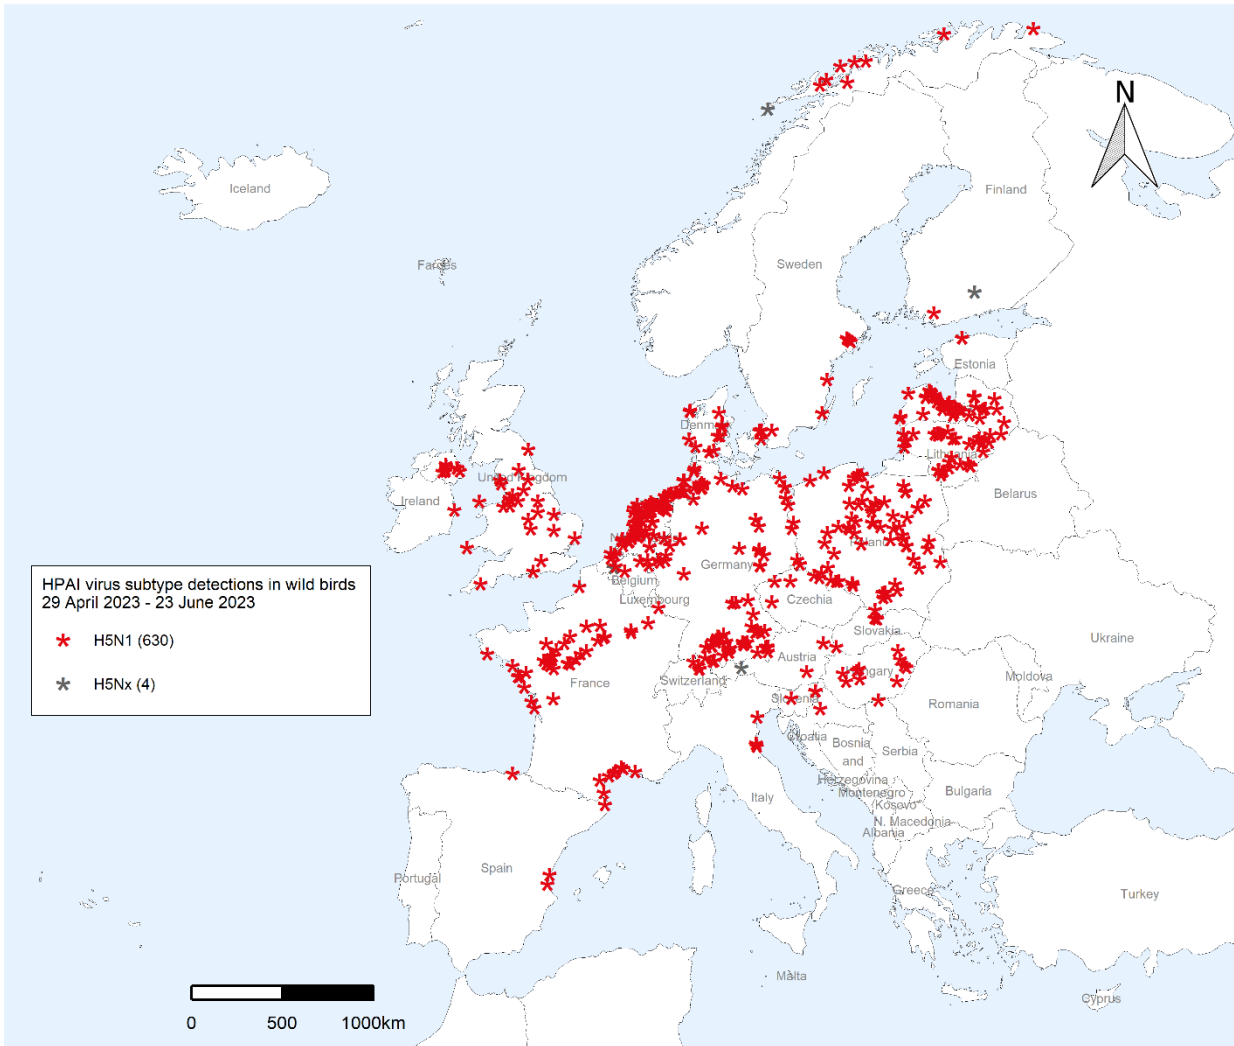 N
Iceland
Finland
Faroes
Sweden
Estonia
Denmark
Lithuania
United Kingdom
Ireland
Belarus
Poland
Germany
Belgium
Luxembourg
Czechia
HPAI virus subtype detections in wild birds
29 April 2023 - 23 June 2023
H5N1 (630)
H5Nx (4)
Slovakia
Ukraine
Austria
Hungary
Switzerland
France
Moldova
Slovenia
Romania
Croatia
Bosnia
and
Herzegovina
Serbia
Montenegro
Bulgaria
Italy
Kosovo
N. Macedonia
Albania
Spain
Portugal
Greece
Turkey
Malta
Cyprus
0 500 1000km